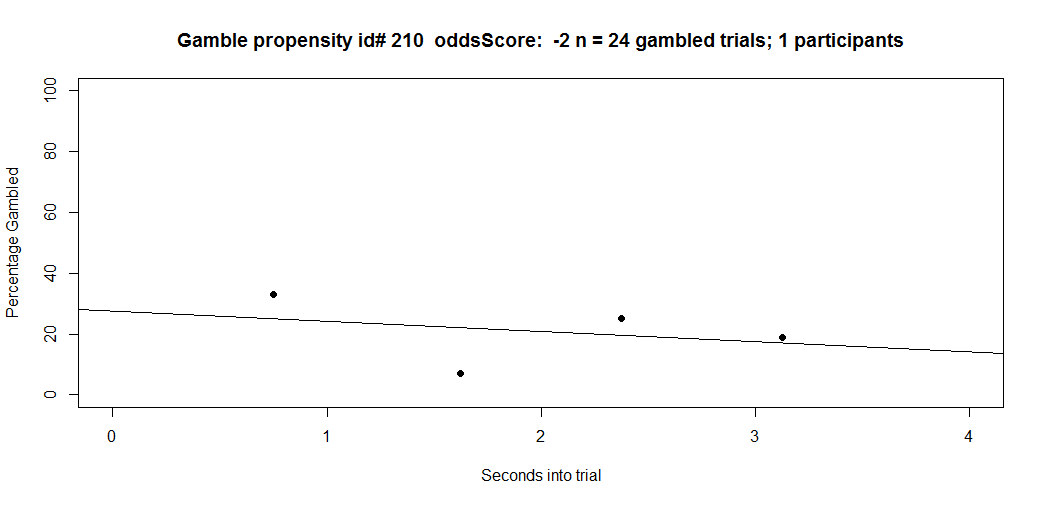 Gamble propensity id# 210  oddsScore:  -2 n = 24 gambled trials; 1 participants
Percentage Gambled
100
80
60
40
20
0
0 1 2 3 4
Seconds into trial